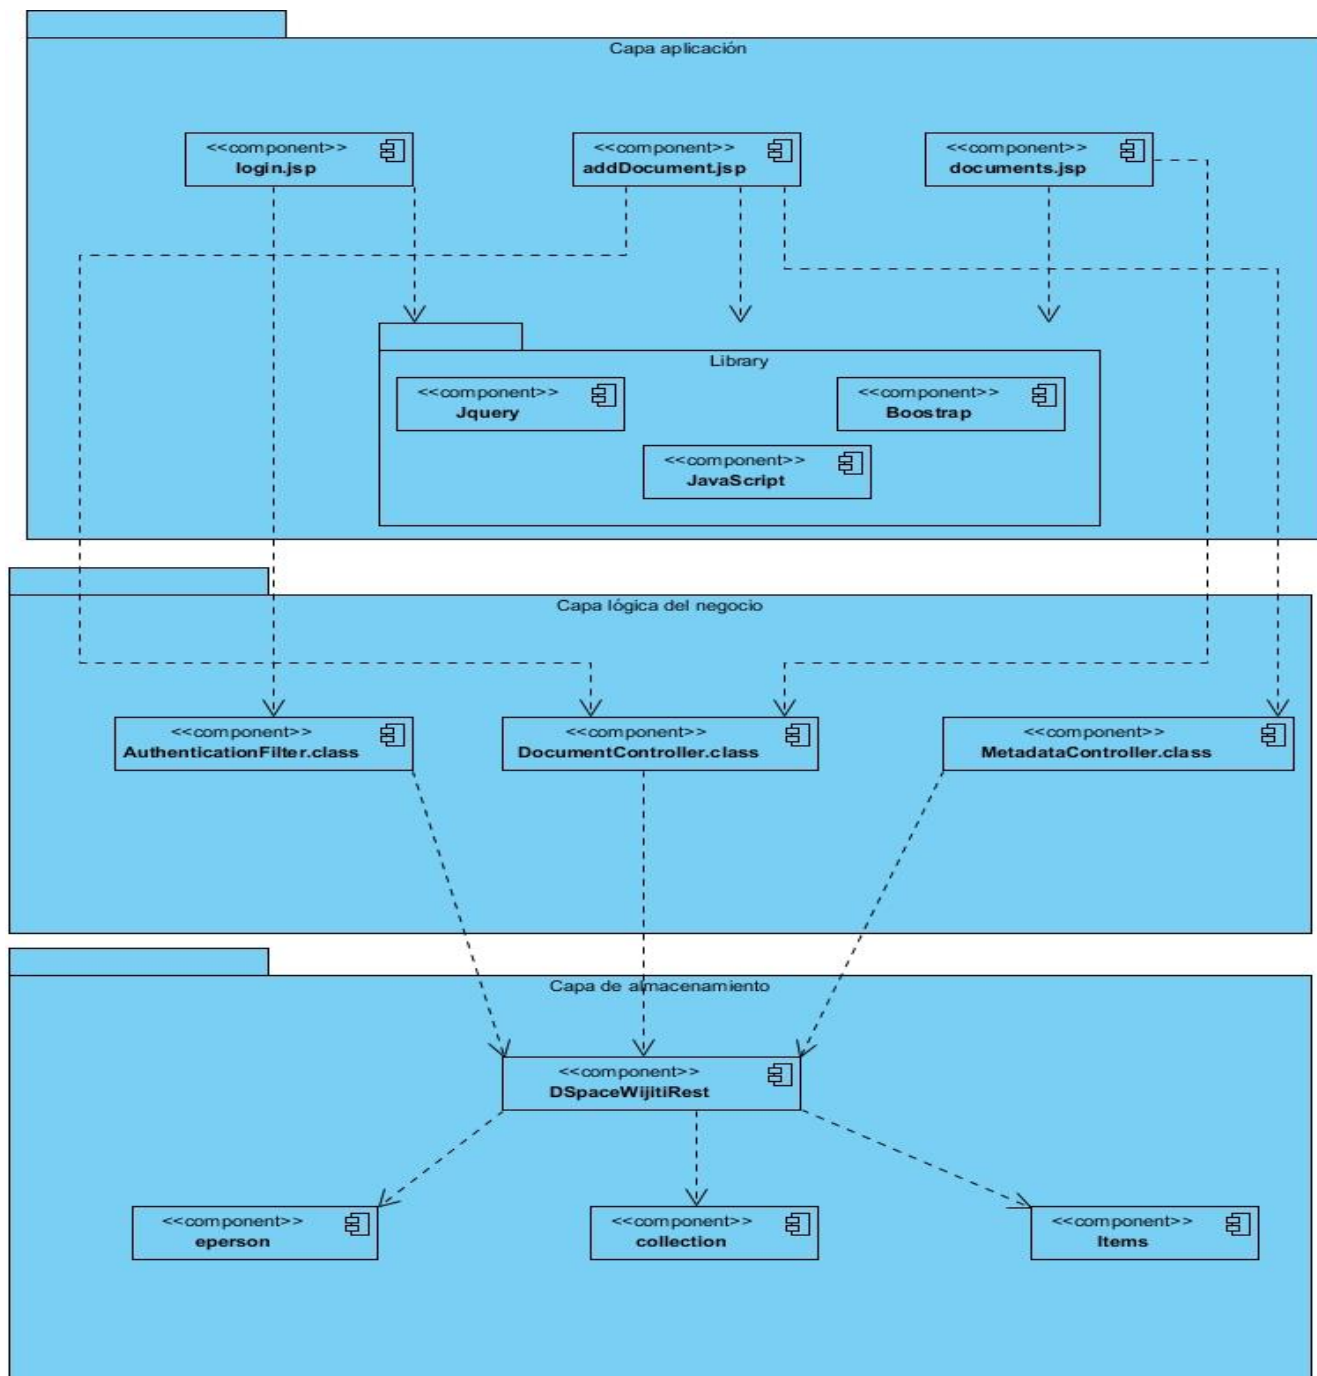 Capa aplicación
<<component>>
login.jsp
<<component>>
addDocument.jsp
<<component>>
documents.jsp
Library
<<component>>
Jquery
<<component>>
Boostrap
<<component>>
JavaScript
Capa lógica del negocio
<<component>>
AuthenticationFilter.class
<<component>>
DocumentController.class
<<component>>
MetadataController.class
Capa de almacenamiento
<<component>>
DSpaceWijitiRest
<<component>>
eperson
<<component>>
collection
<<component>>
Items